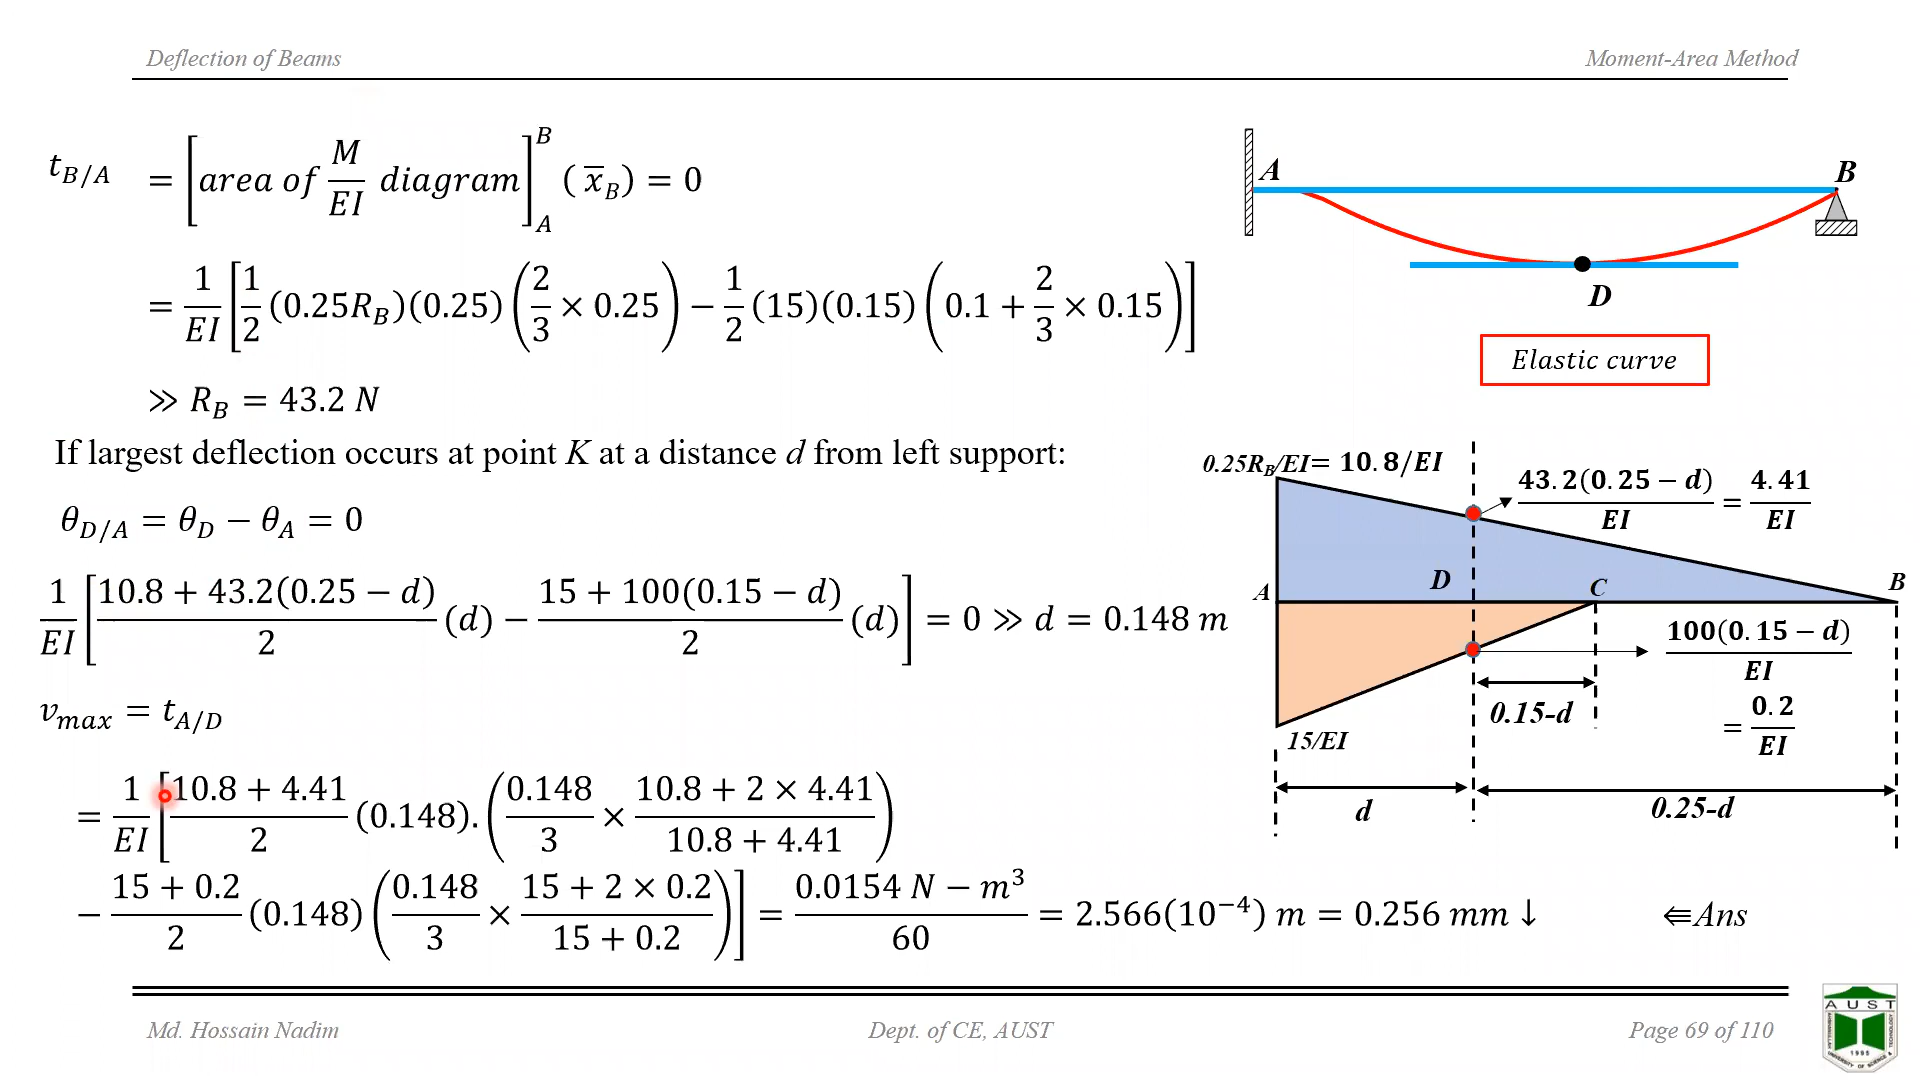 Deflection of Beams
Moment-Area Method
t_{B/A} = [area of M/EI diagram]_A^B (x̄_B) = 0
= 1/EI [1/2 (0.25R_B)(0.25) (2/3 × 0.25) − 1/2 (15)(0.15) (0.1 + 2/3 × 0.15)]
≫ R_B = 43.2 N
If largest deflection occurs at point K at a distance d from left support:
θ_{D/A} = θ_D − θ_A = 0
1/EI [(10.8 + 43.2(0.25 − d))/2 (d) − (15 + 100(0.15 − d))/2 (d)] = 0 ≫ d = 0.148 m
v_{max} = t_{A/D}
= 1/EI [(10.8 + 4.41)/2 (0.148). (0.148/3 × (10.8 + 2 × 4.41)/(10.8 + 4.41))
− (15 + 0.2)/2 (0.148) (0.148/3 × (15 + 2 × 0.2)/(15 + 0.2))] = 0.0154 N − m³/60 = 2.566(10⁻⁴) m = 0.256 mm ↓ ⇚Ans
A
B
D
Elastic curve
0.25R_B/EI= 10.8/EI
43.2(0.25 − d)/EI = 4.41/EI
A
D
C
B
100(0.15 − d)/EI
= 0.2/EI
0.15-d
15/EI
d
0.25-d
Md. Hossain Nadim
Dept. of CE, AUST
Page 69 of 110
AUST
1995